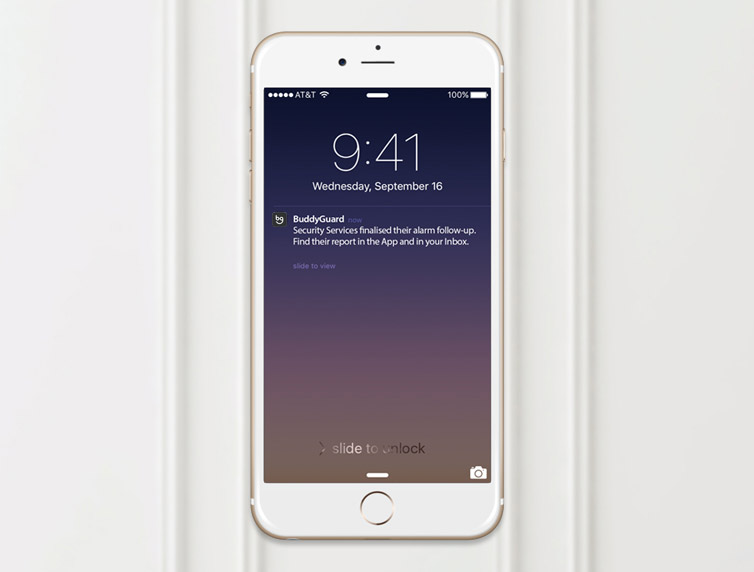 ●●●●● AT&T 100%
9:41
Wednesday, September 16
bg BuddyGuard now
Security Services finalised their alarm follow-up.
Find their report in the App and in your Inbox.
slide to view
> slide to unlock